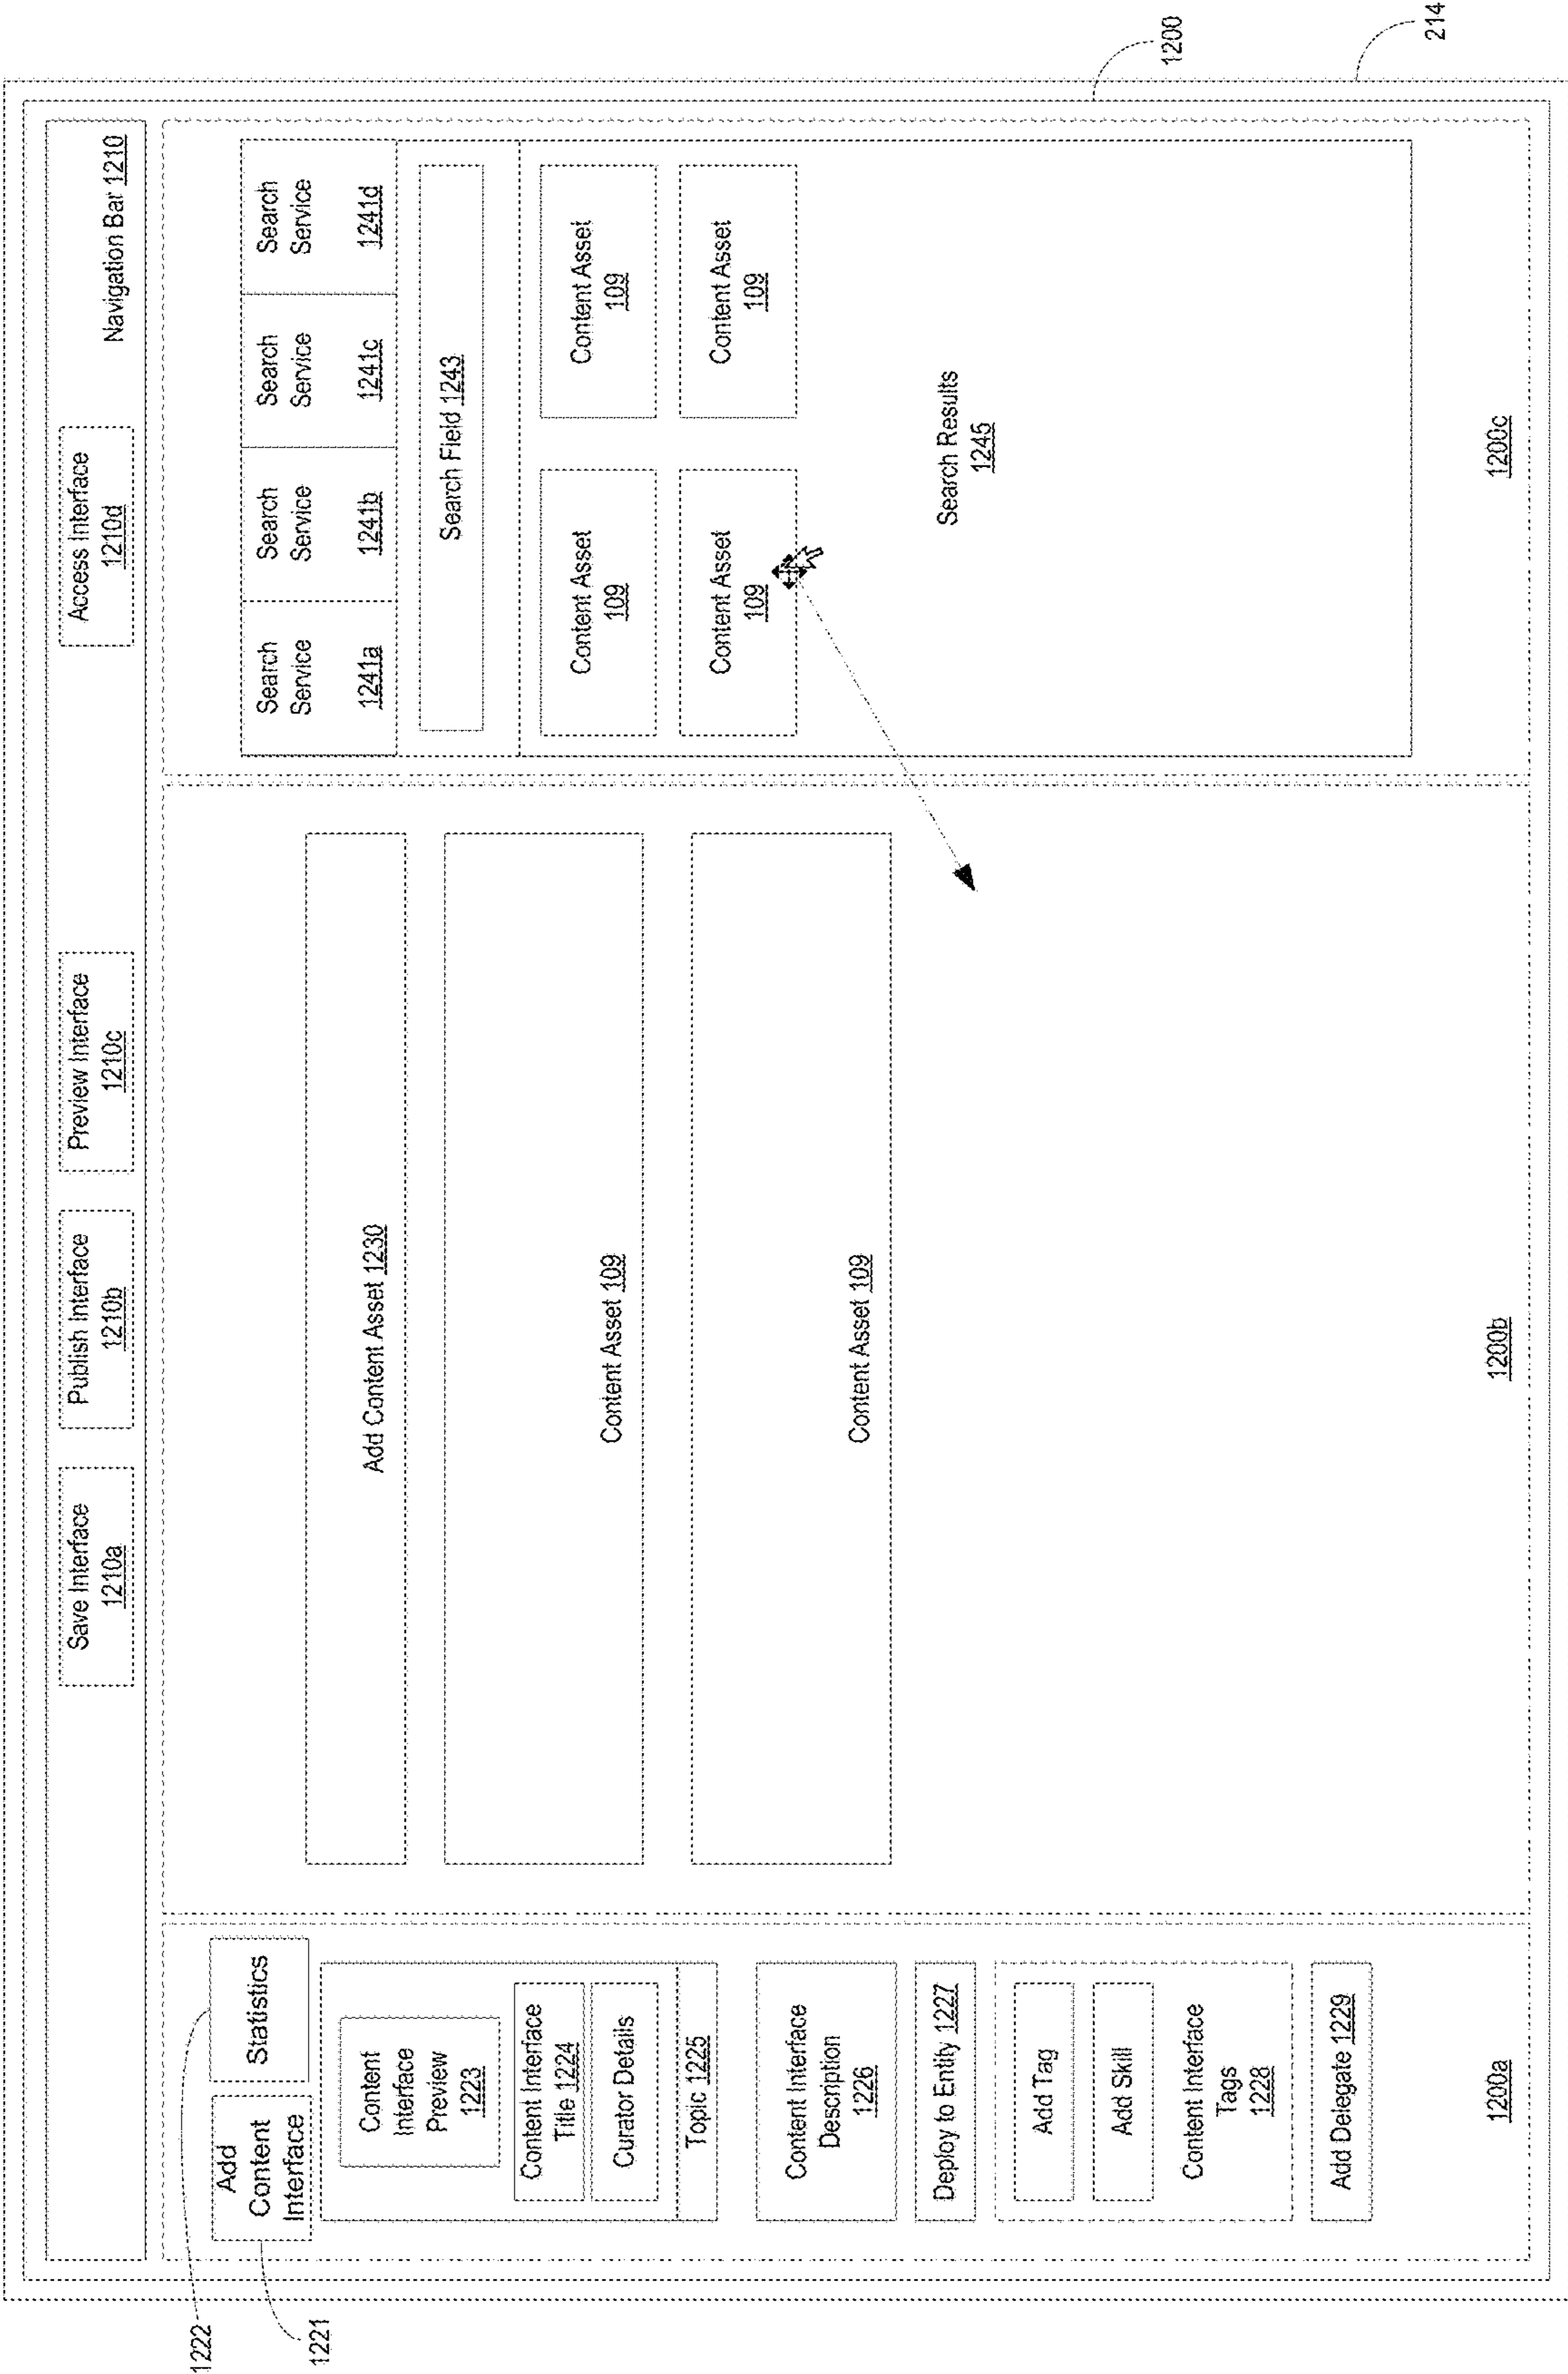 1222
1221
Save Interface
1210a
Publish Interface
1210b
Preview Interface
1210c
Access Interface
1210d
Navigation Bar 1210
Add
Content
Interface
Statistics
Content
Interface
Preview
1223
Content Interface
Title 1224
Curator Details
Topic 1225
Content Interface
Description
1226
Deploy to Entity 1227
Add Tag
Add Skill
Content Interface
Tags
1228
Add Delegate 1229
1200a
Add Content Asset 1230
Content Asset 109
Content Asset 109
1200b
Search
Service
1241a
Search
Service
1241b
Search
Service
1241c
Search
Service
1241d
Search Field 1243
Content Asset
109
Content Asset
109
Content Asset
109
Content Asset
109
Search Results
1245
1200c
1200
214